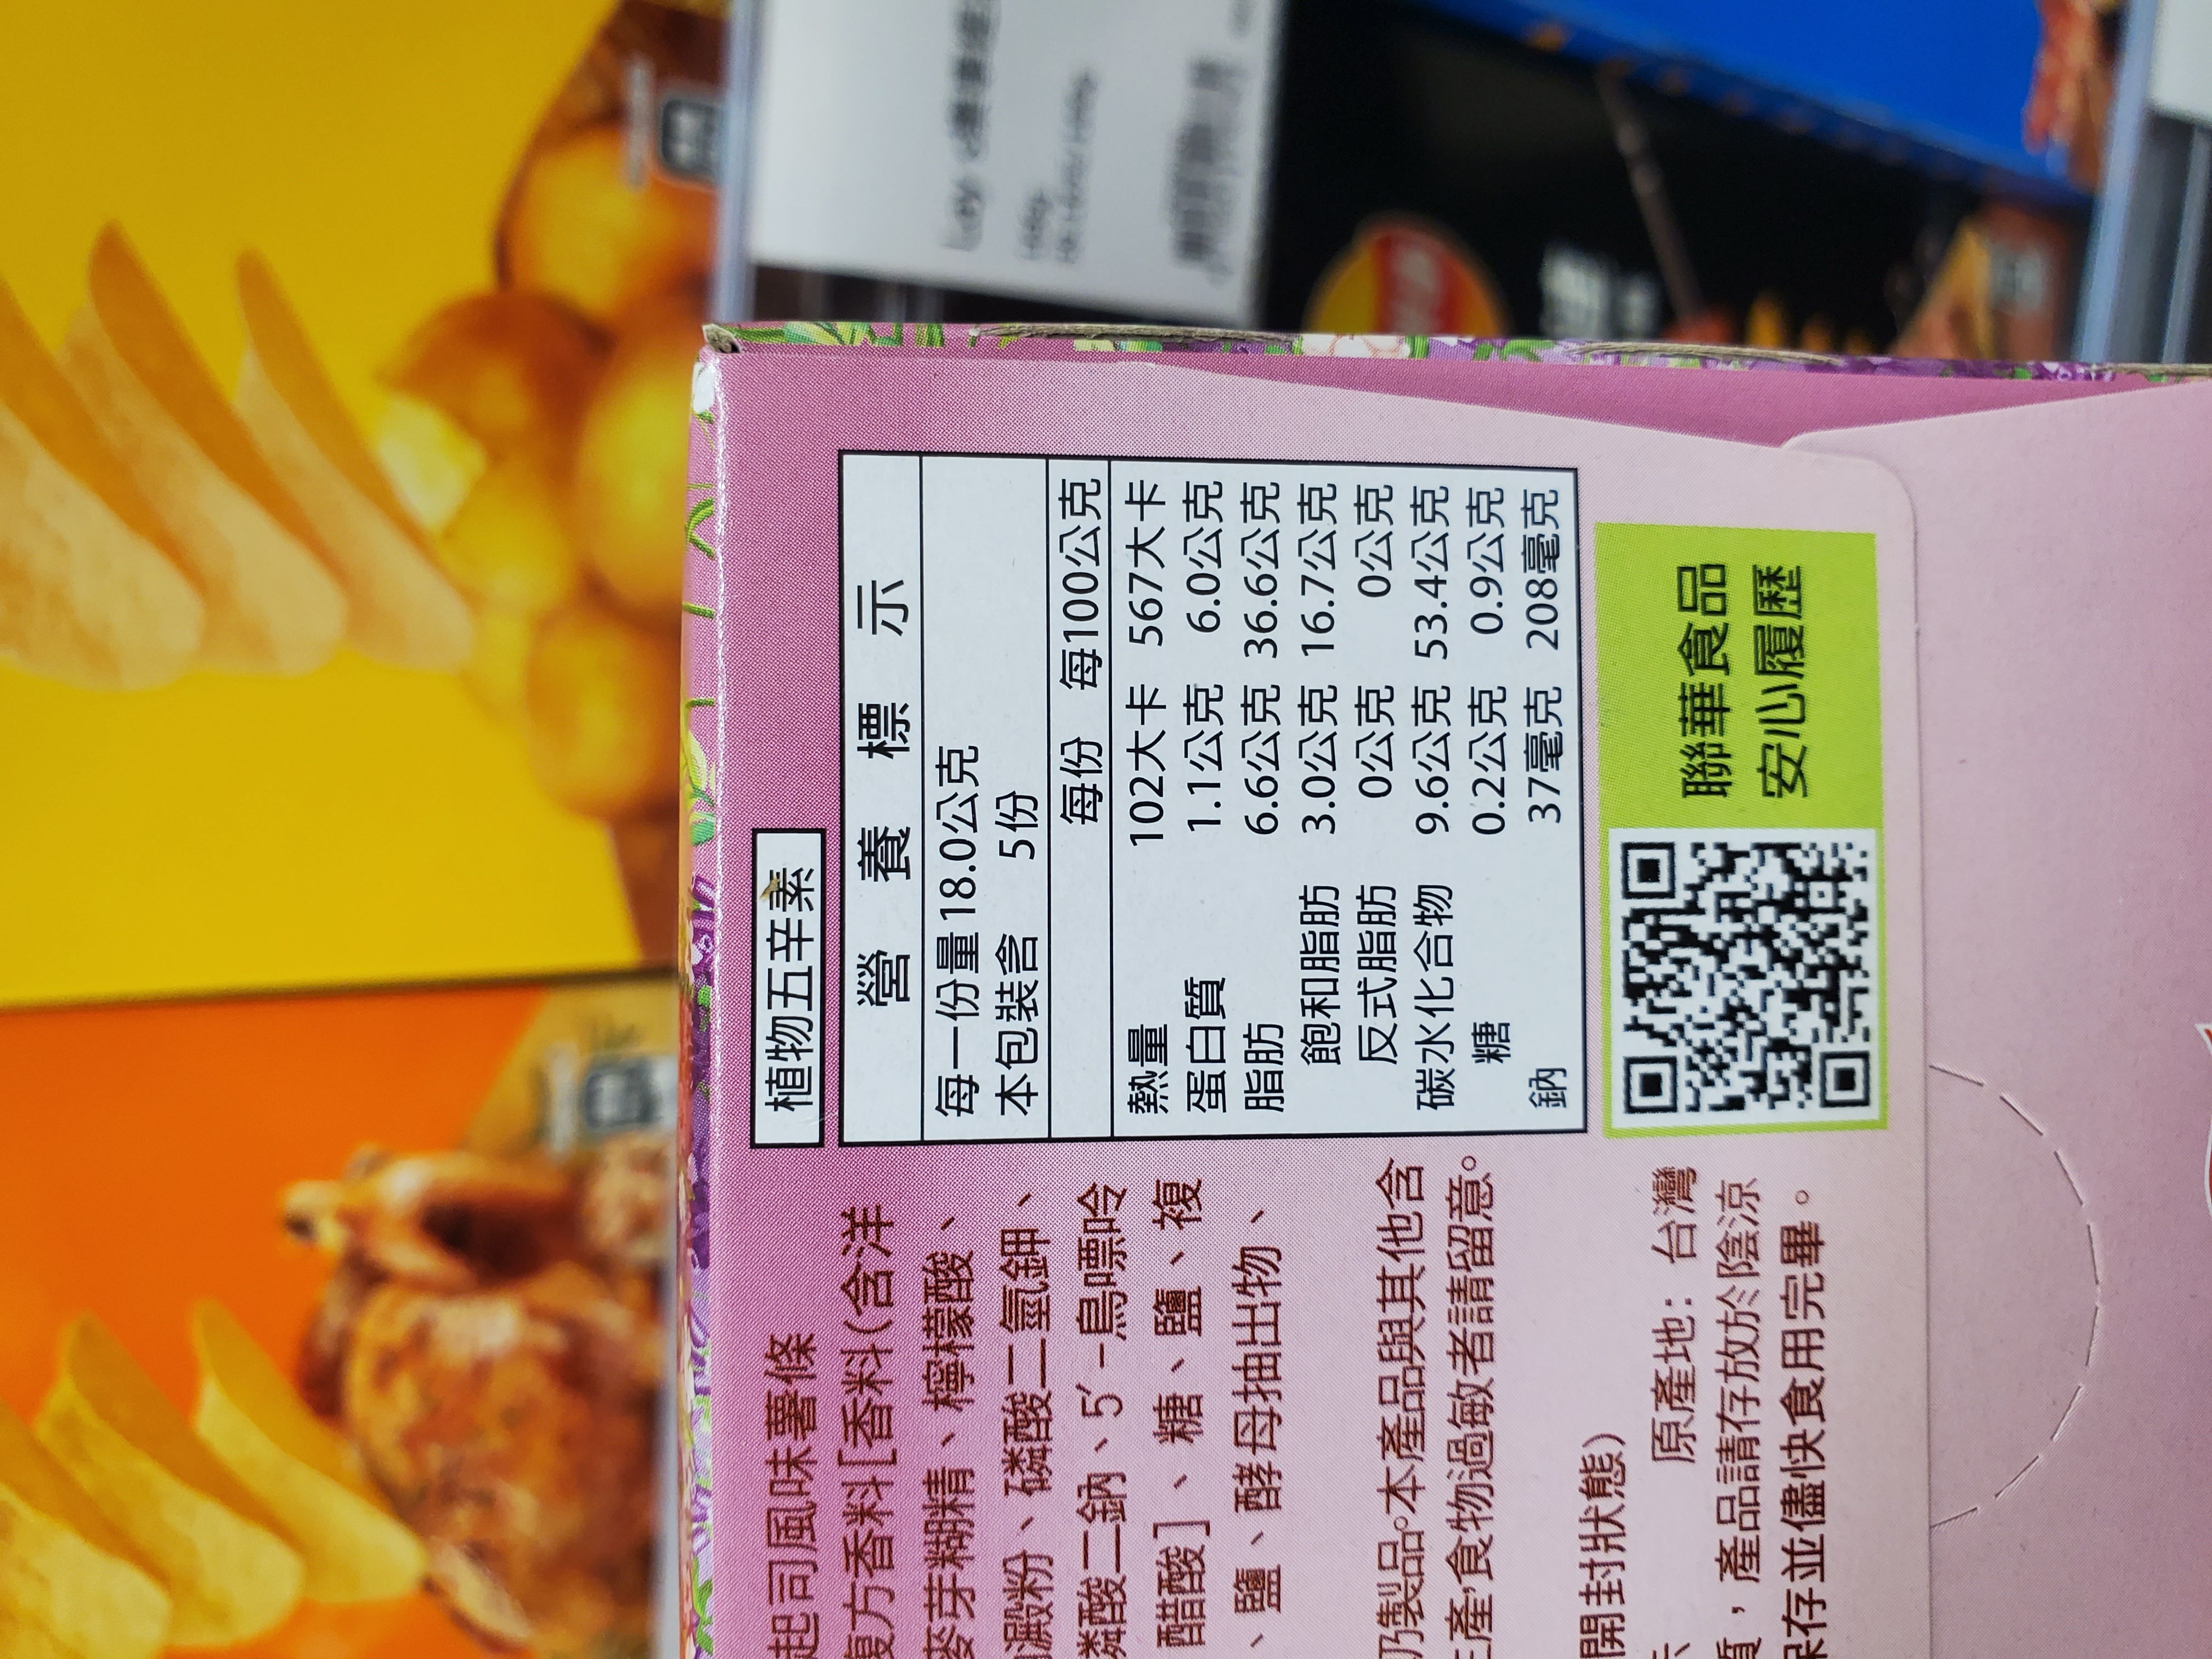 起司風味薯條
複方香料[香料(含洋
麥芽糊精、檸檬酸、
澱粉、磷酸二氫鉀、
磷酸二鈉、5′-鳥嘌呤
醋酸]、糖、鹽、複
、鹽、酵母抽出物、
奶製品。本產品與其他含
生產,食物過敏者請留意。
開封狀態)
原產地: 台灣
質,產品請存放於陰涼
保存並儘快食用完畢。
植物五辛素
營養標示
每一份量18.0公克
本包裝含 5份
每份 每100公克
熱量 102大卡 567大卡
蛋白質 1.1公克 6.0公克
脂肪 6.6公克 36.6公克
飽和脂肪 3.0公克 16.7公克
反式脂肪 0公克 0公克
碳水化合物 9.6公克 53.4公克
糖 0.2公克 0.9公克
鈉 37毫克 208毫克
聯華食品
安心履歷